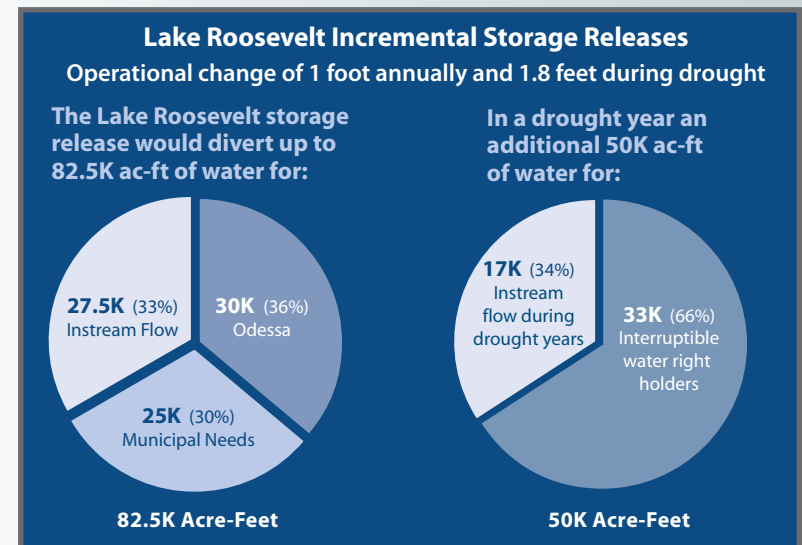 Lake Roosevelt Incremental Storage Releases
Operational change of 1 foot annually and 1.8 feet during drought
The Lake Roosevelt storage
release would divert up to
82.5K ac-ft of water for:
27.5K (33%)
Instream Flow
30K (36%)
Odessa
25K (30%)
Municipal Needs
82.5K Acre-Feet
In a drought year an
additional 50K ac-ft
of water for:
17K (34%)
Instream
flow during
drought years
33K (66%)
Interruptible
water right
holders
50K Acre-Feet